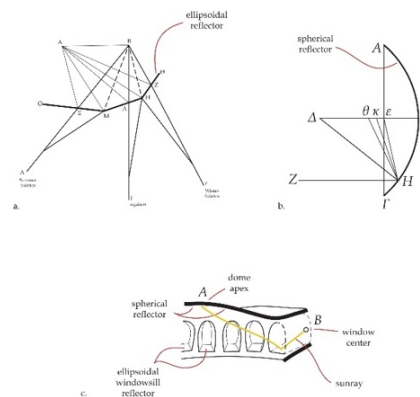 ellipsoidal
reflector
A
B
H
Z
O
Z
M
Λ
H
Δ
Summer
Solstice
Equinox
Winter
Solstice
a.
spherical
reflector
A
Δ
θ κ ε
Z
H
Γ
b.
dome
apex
A
spherical
reflector
B
window
center
ellipsoidal
windowsill
reflector
sunray
c.